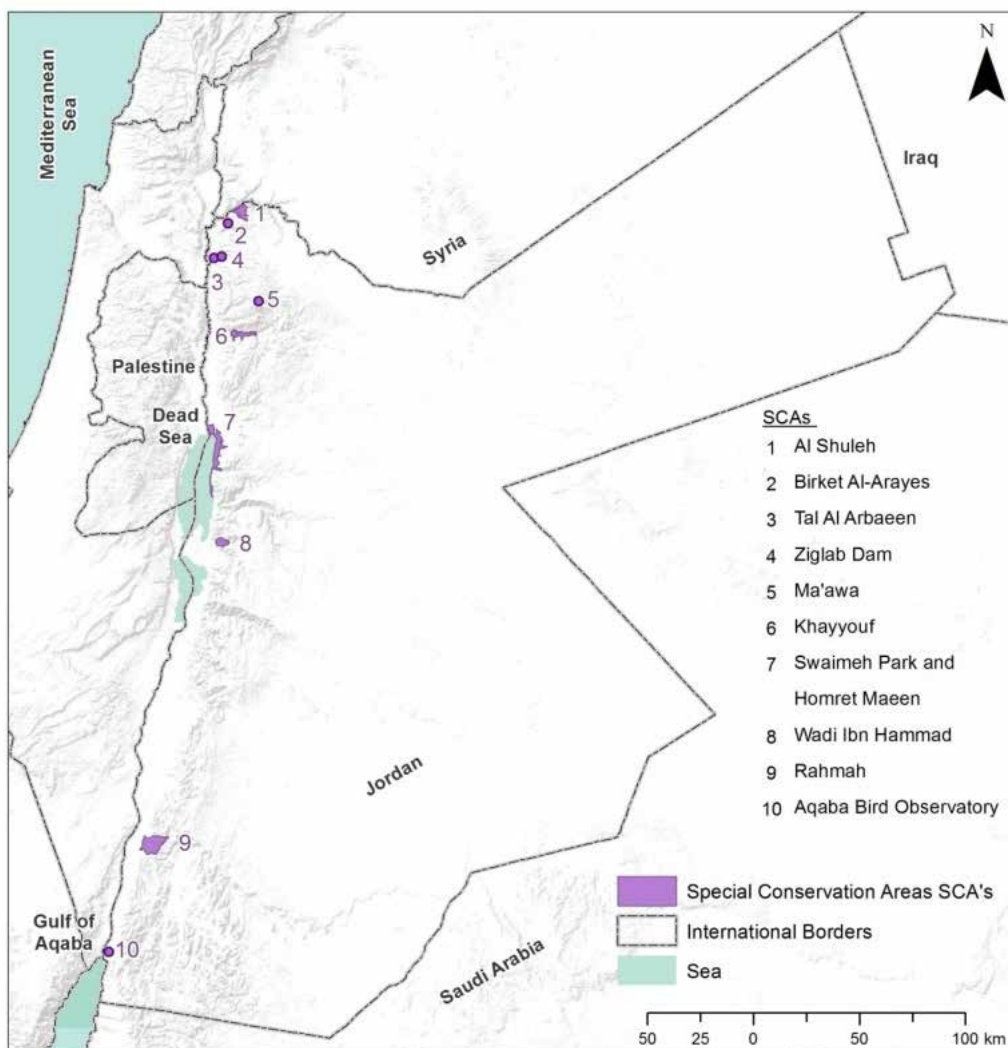 N
Mediterranean
Sea
Iraq
Syria
1
2
4
3
5
6
Palestine
Dead
Sea
7
8
Jordan
9
Gulf of
Aqaba
10
Saudi Arabia
SCAs
1 Al Shuleh
2 Birket Al-Arayes
3 Tal Al Arbaeen
4 Ziglab Dam
5 Ma'awa
6 Khayyouf
7 Swaimeh Park and
Homret Maeen
8 Wadi Ibn Hammad
9 Rahmah
10 Aqaba Bird Observatory
Special Conservation Areas SCA's
International Borders
Sea
50 25 0 50 100 km